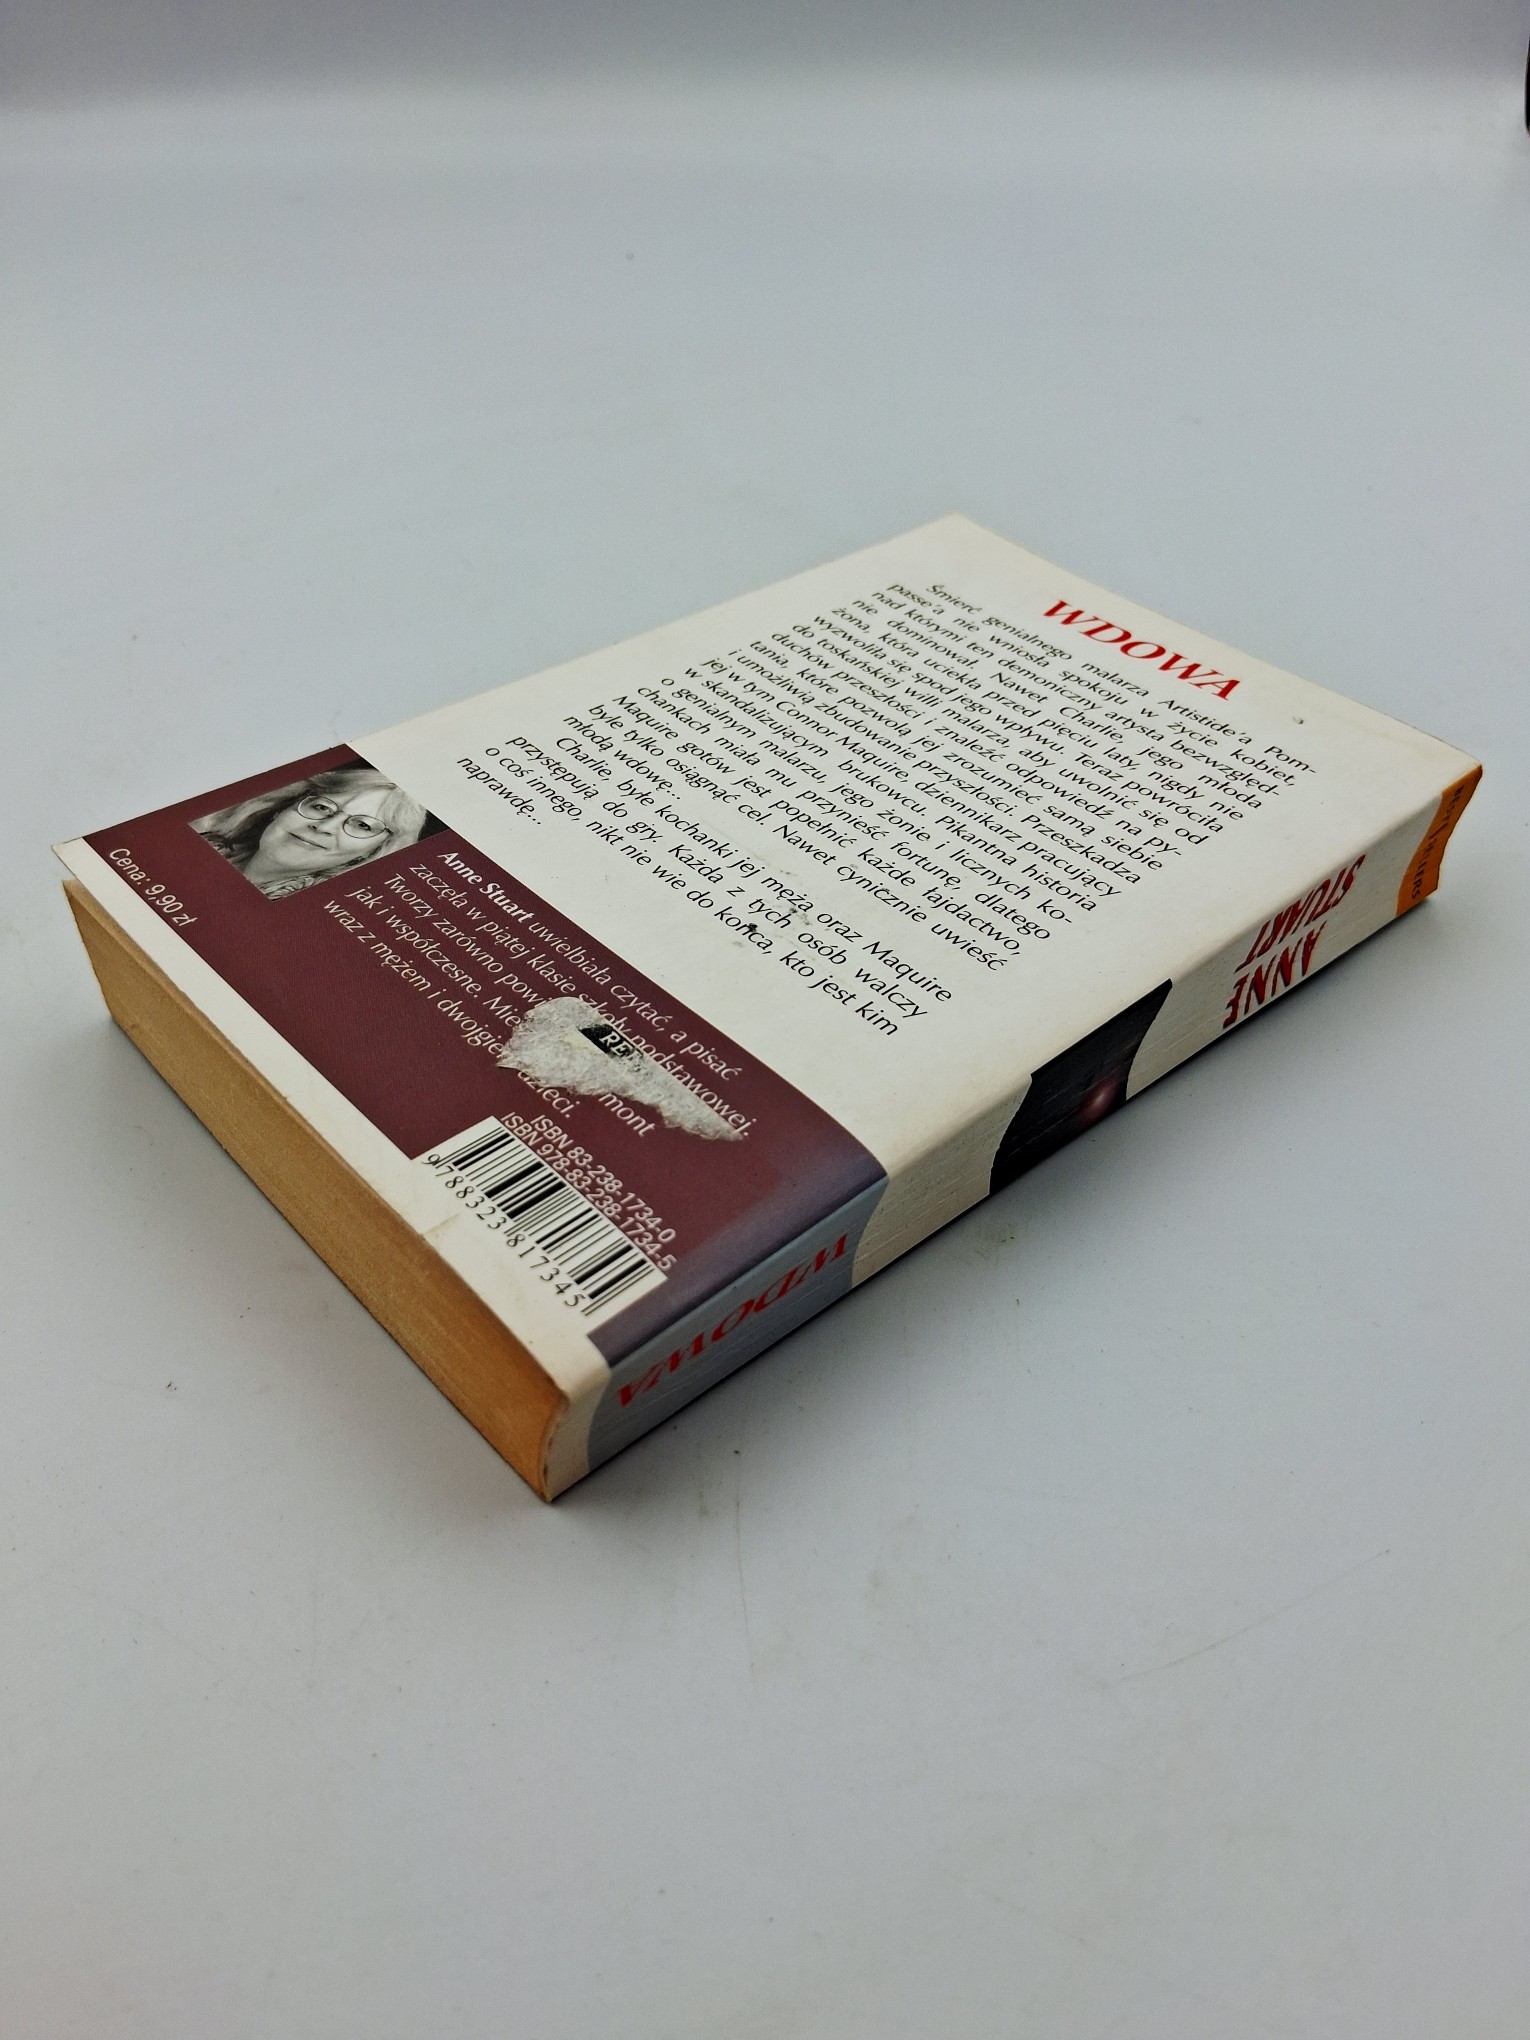 WDOWA
Śmierć genialnego malarza Artistide'a Pom-
passe'a nie wniosła spokoju w życie kobiet,
nad którymi ten demoniczny artysta bezwzględ-
nie dominował. Nawet Charlie, jego młoda
żona, która uciekła przed pięciu laty, nigdy nie
wyzwoliła się spod jego wpływu. Teraz powróciła
do toskańskiej willi malarza, aby uwolnić się od
duchów przeszłości i znaleźć odpowiedź na py-
tania, które pozwolą jej zrozumieć samą siebie
i umożliwią zbudowanie przyszłości. Przeszkadza
jej w tym Connor Maquire, dziennikarz pracujący
w skandalizującym brukowcu. Pikantna historia
o genialnym malarzu, jego żonie i licznych ko-
chankach miała mu przynieść fortunę, dlatego
Maquire gotów jest popełnić każde łajdactwo,
byle tylko osiągnąć cel. Nawet cynicznie uwieść
młodą wdowę...
Charlie, byłe kochanki jej męża oraz Maquire
przystępują do gry. Każda z tych osób walczy
o coś innego, nikt nie wie do końca, kto jest kim
naprawdę...
Anne Stuart uwielbiała czytać, a pisać
zaczęła w piątej klasie szkoły podstawowej.
Tworzy zarówno powi
jak i współczesne. Mie mont
wraz z mężem i dwojgiem dzieci.
Cena: 9,90 zł
ISBN 83-238-1734-0
ISBN 978-83-238-1734-5
9 788323 817345
ANNE
STUART
WDOWA